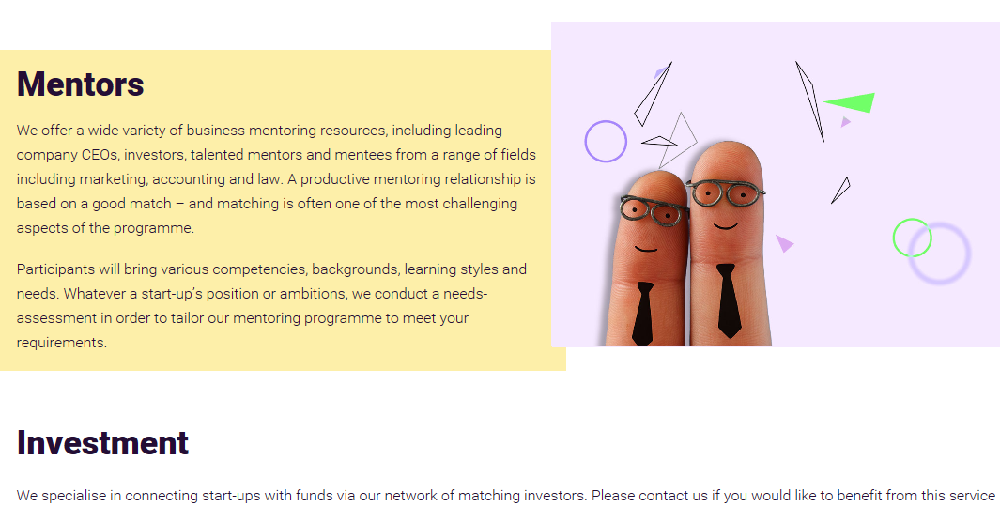 Mentors
We offer a wide variety of business mentoring resources, including leading
company CEOs, investors, talented mentors and mentees from a range of fields
including marketing, accounting and law. A productive mentoring relationship is
based on a good match – and matching is often one of the most challenging
aspects of the programme.
Participants will bring various competencies, backgrounds, learning styles and
needs. Whatever a start-up’s position or ambitions, we conduct a needs-
assessment in order to tailor our mentoring programme to meet your
requirements.
Investment
We specialise in connecting start-ups with funds via our network of matching investors. Please contact us if you would like to benefit from this service